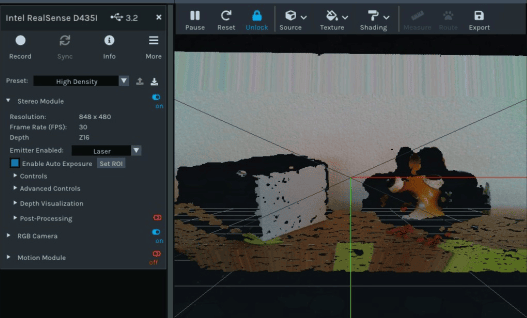 Intel RealSense D435I 3.2 ×
Record Sync Info More
Preset: High Density
Stereo Module on
Resolution: 848 x 480
Frame Rate (FPS): 30
Depth Z16
Emitter Enabled: Laser
Enable Auto Exposure Set ROI
Controls
Advanced Controls
Depth Visualization
Post-Processing
RGB Camera on
Motion Module off
Pause Reset Unlock Source Texture Shading Measure Export